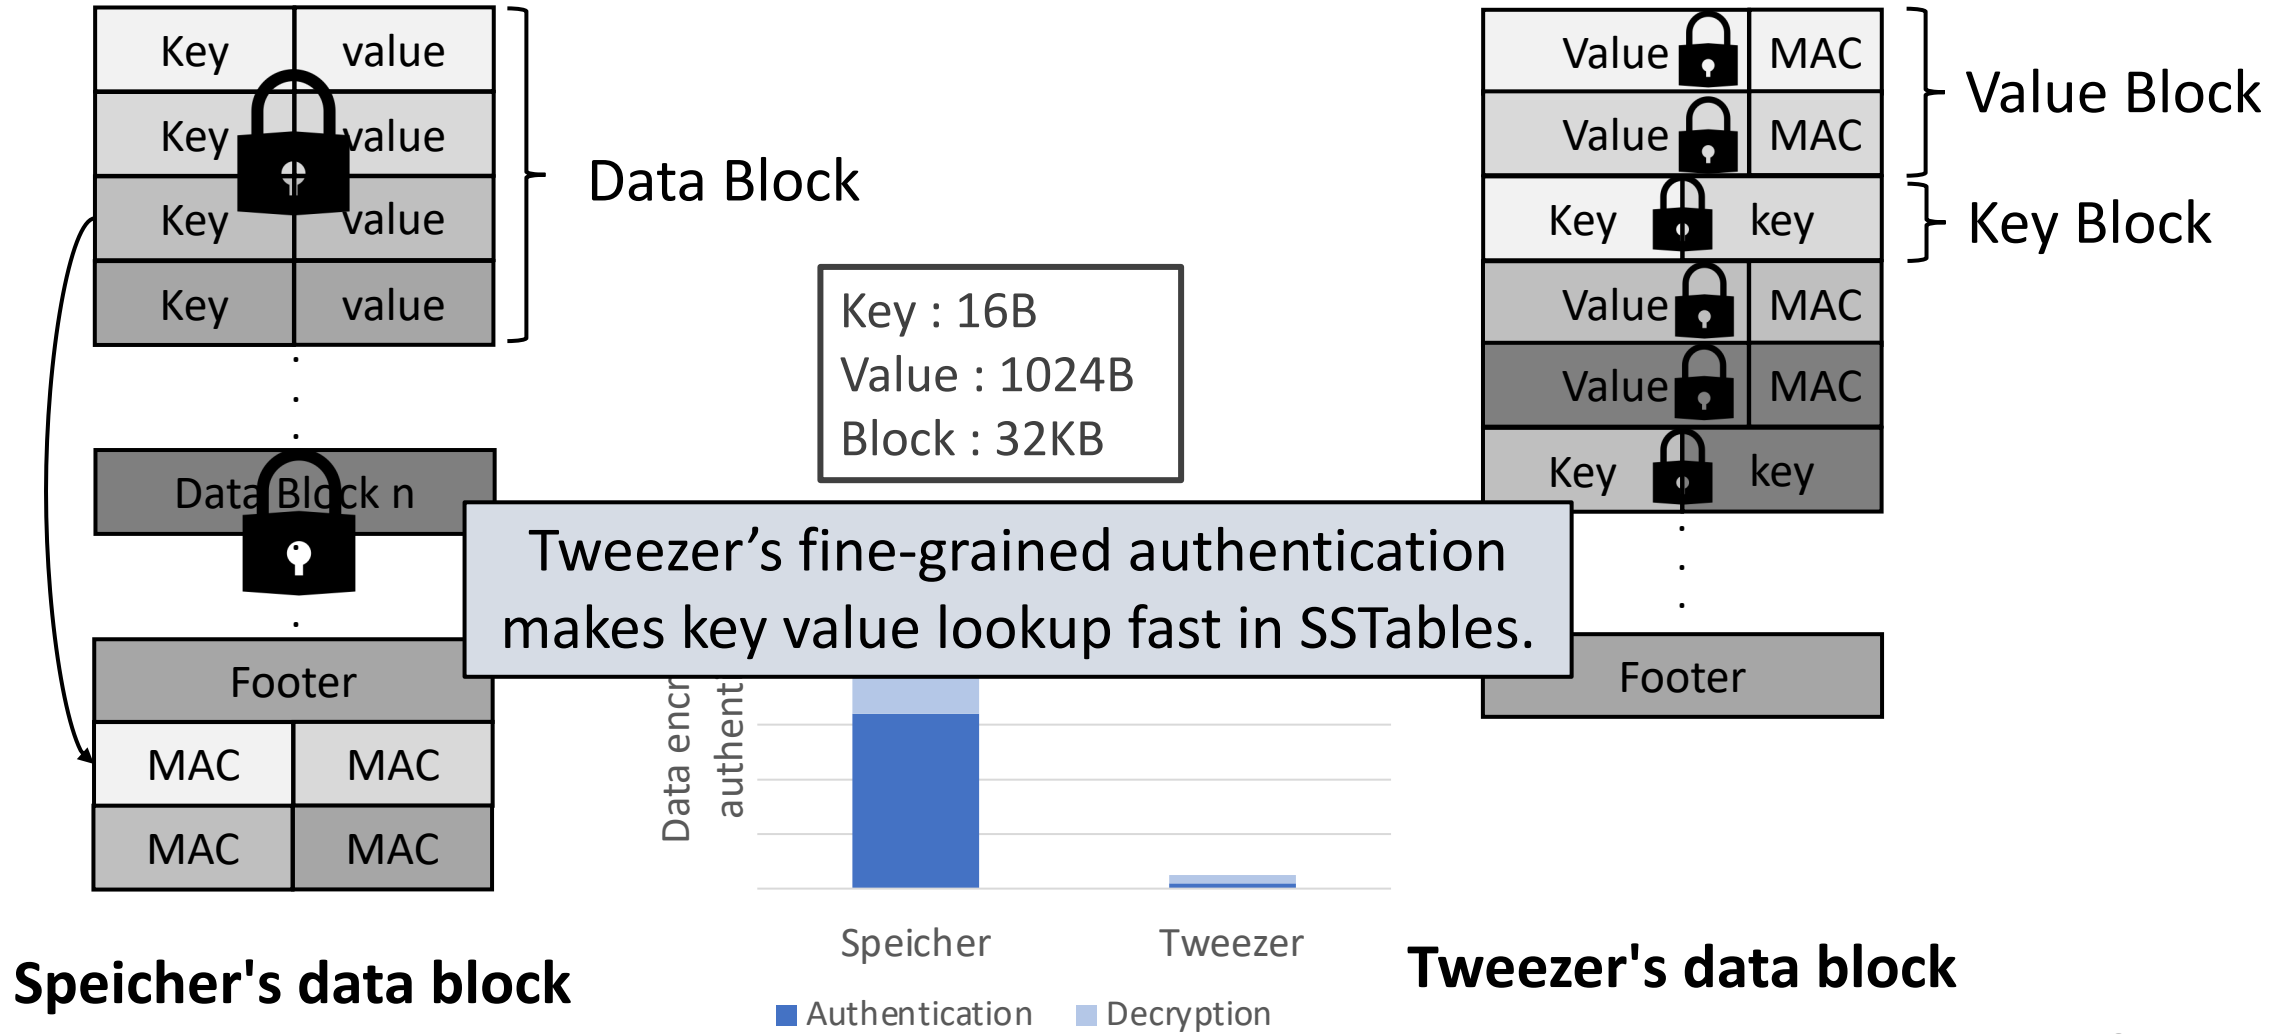 Key value
Key value
Key value
Key value
Data Block
.
.
.
Data Block n
.
Footer
MAC MAC
MAC MAC
Speicher's data block
Key : 16B
Value : 1024B
Block : 32KB
Tweezer’s fine-grained authentication
makes key value lookup fast in SSTables.
Data encr
authent
Speicher Tweezer
Authentication Decryption
Value MAC
Value MAC
Value Block
Key key
Key Block
Value MAC
Value MAC
Key key
.
.
.
Footer
Tweezer's data block